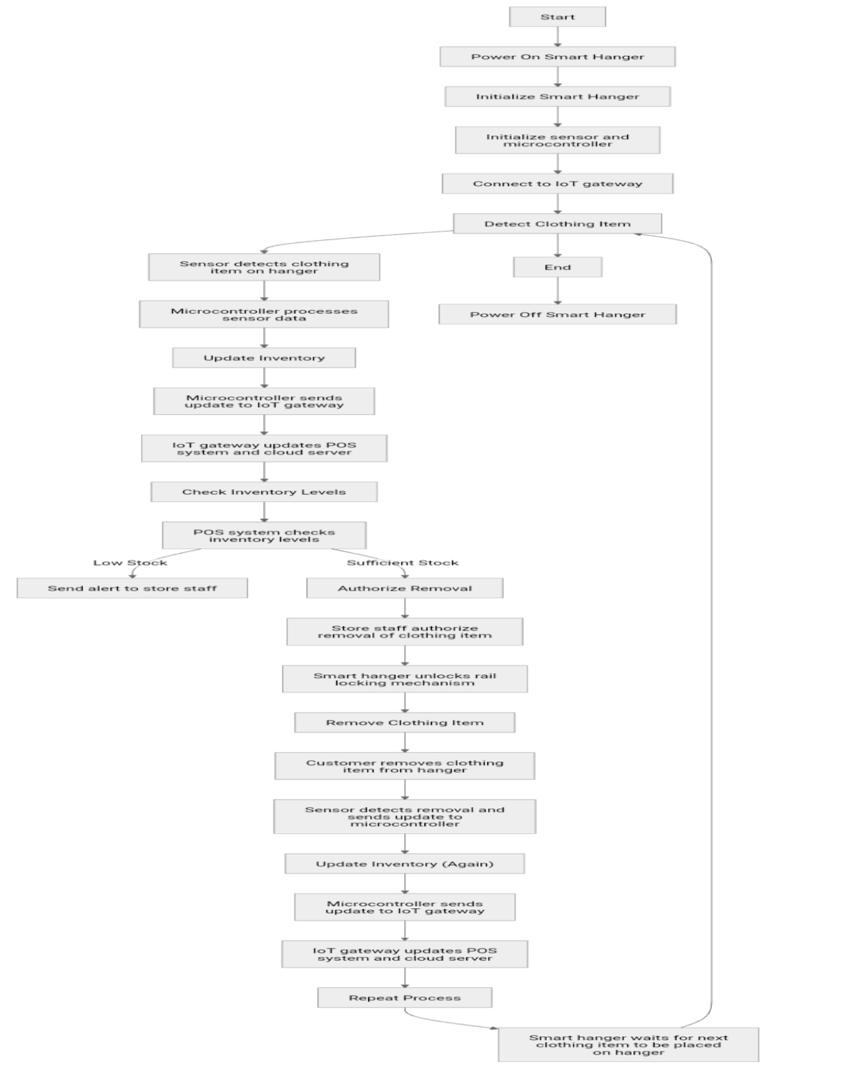 Start
Power On Smart Hanger
Initialize Smart Hanger
Initialize sensor and
microcontroller
Connect to IoT gateway
Detect Clothing Item
Sensor detects clothing
item on hanger
End
Microcontroller processes
sensor data
Power Off Smart Hanger
Update Inventory
Microcontroller sends
update to IoT gateway
IoT gateway updates POS
system and cloud server
Check Inventory Levels
POS system checks
inventory levels
Low Stock
Sufficient Stock
Send alert to store staff
Authorize Removal
Store staff authorize
removal of clothing item
Smart hanger unlocks rail
locking mechanism
Remove Clothing Item
Customer removes clothing
item from hanger
Sensor detects removal and
sends update to
microcontroller
Update Inventory (Again)
Microcontroller sends
update to IoT gateway
IoT gateway updates POS
system and cloud server
Repeat Process
Smart hanger waits for next
clothing item to be placed
on hanger